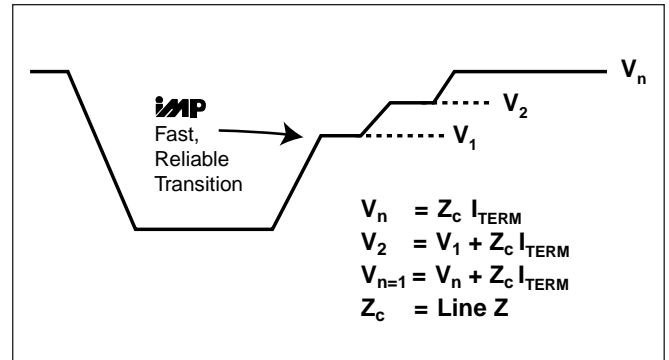 Vn
V2
V1
iMP
Fast,
Reliable
Transition
Vn = Zc ITERM
V2 = V1 + Zc ITERM
Vn=1 = Vn + Zc ITERM
Zc = Line Z